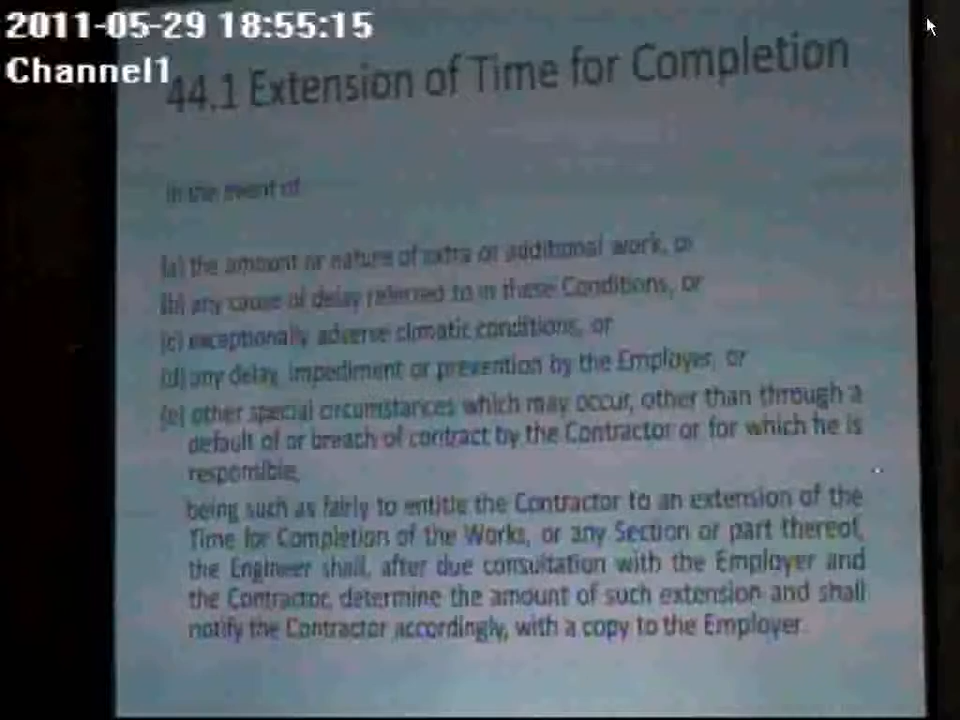 2011-05-29 18:55:15
Channel1
44.1 Extension of Time for Completion
In the event of
(a) the amount or nature of extra or additional work, or
(b) any cause of delay referred to in these Conditions, or
(c) exceptionally adverse climatic conditions, or
(d) any delay, impediment or prevention by the Employer, or
(e) other special circumstances which may occur, other than through a
default of or breach of contract by the Contractor or for which he is
responsible,
being such as fairly to entitle the Contractor to an extension of the
Time for Completion of the Works, or any Section or part thereof,
the Engineer shall, after due consultation with the Employer and
the Contractor, determine the amount of such extension and shall
notify the Contractor accordingly, with a copy to the Employer.